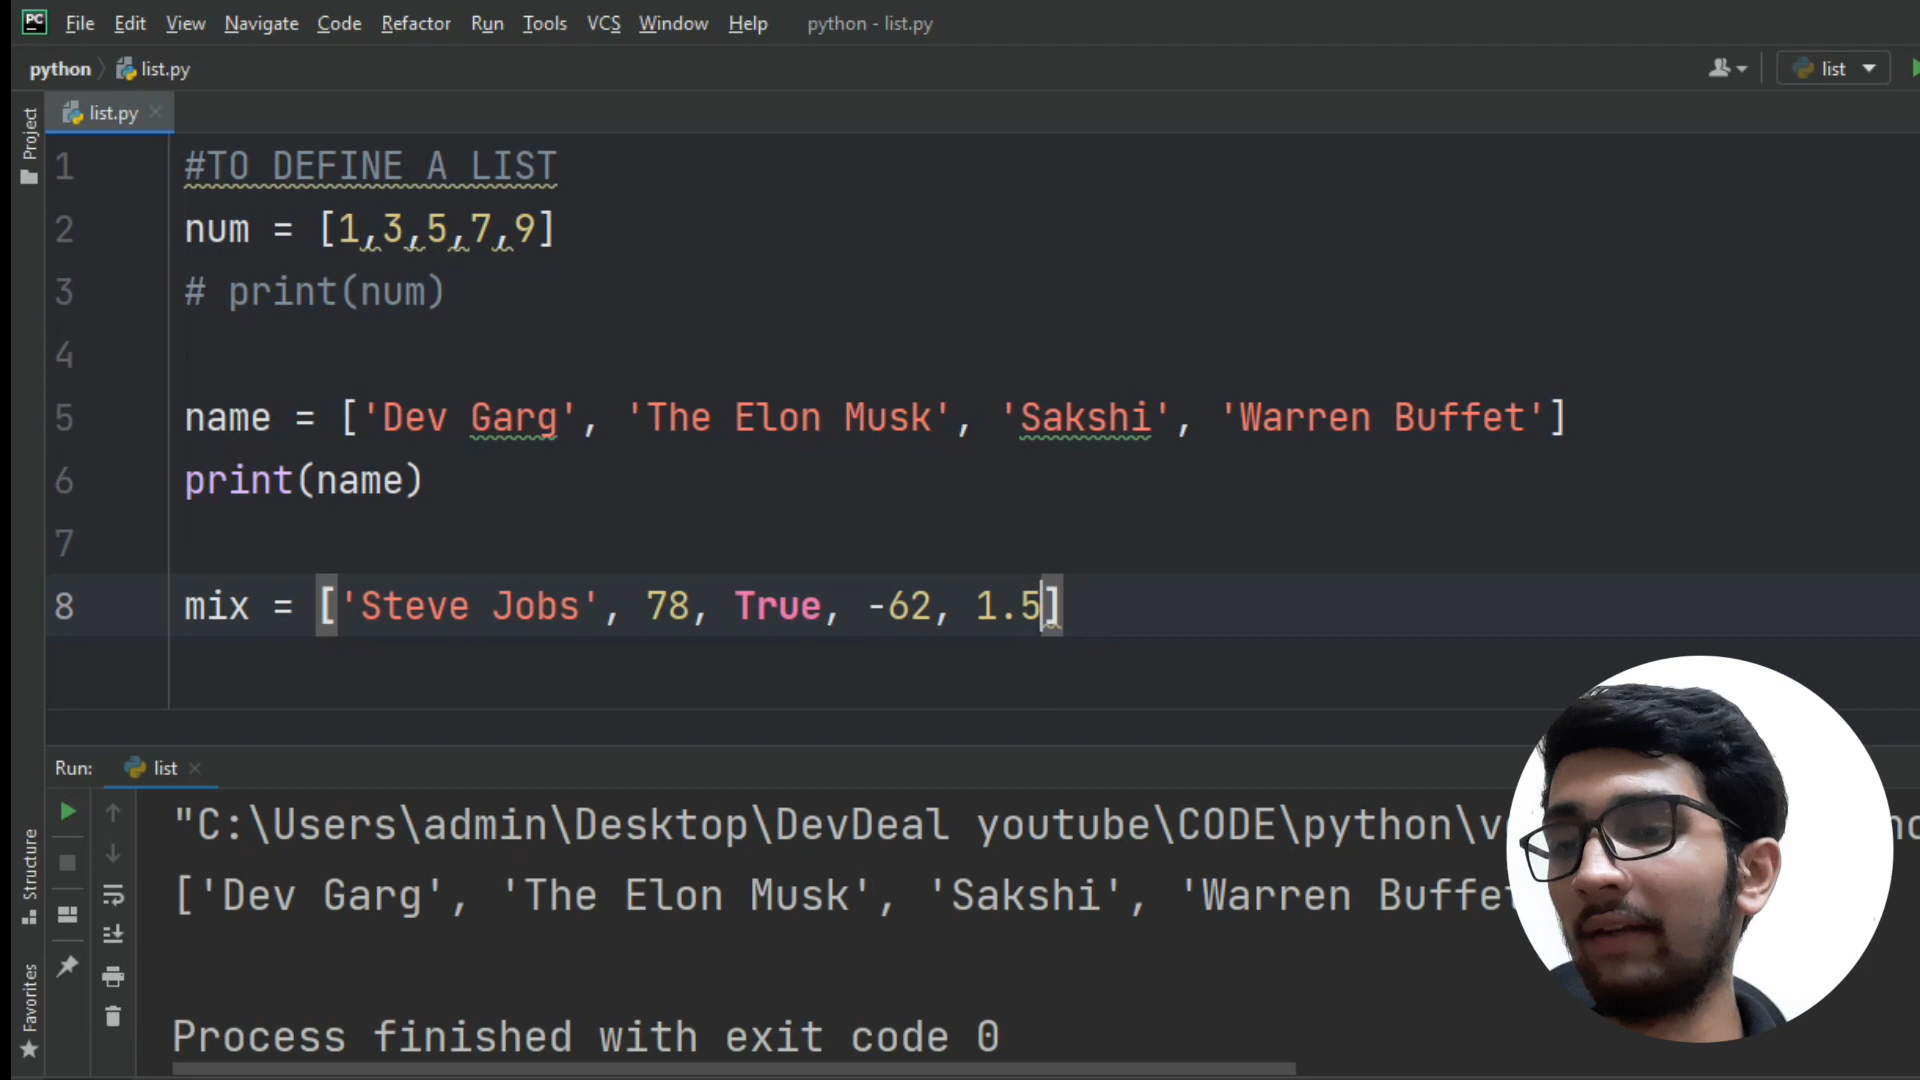 PC File Edit View Navigate Code Refactor Run Tools VCS Window Help python - list.py
python list.py list
list.py
Project
1 #TO DEFINE A LIST
2 num = [1,3,5,7,9]
3 # print(num)
4
5 name = ['Dev Garg', 'The Elon Musk', 'Sakshi', 'Warren Buffet']
6 print(name)
7
8 mix = ['Steve Jobs', 78, True, -62, 1.5]
Run: list
"C:\Users\admin\Desktop\DevDeal youtube\CODE\python\v
['Dev Garg', 'The Elon Musk', 'Sakshi', 'Warren Buffet
Structure
Favorites
Process finished with exit code 0